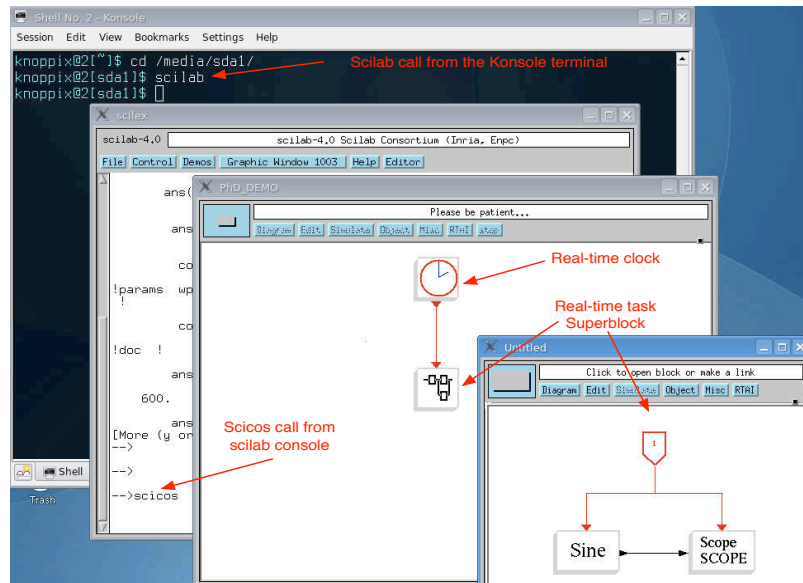 Shell No. 2 - Konsole
Session Edit View Bookmarks Settings Help
knoppix@2[~]$ cd /media/sda1/
knoppix@2[sda1]$ scilab
knoppix@2[sda1]$
Scilab call from the Konsole terminal
scilex
scilab-4.0 scilab-4.0 Scilab Consortium (Inria, Enpc)
File Control Demos Graphic Window 1003 Help Editor
ans(
ans
co
!params wp
!
co
!doc !
ans
600.
ans
[More (y or
-->
-->
-->scicos
Scicos call from
scilab console
PhD_DEMO
Please be patient...
Diagram Edit Simulate Object Misc RTAI stop
Real-time clock
Real-time task
Superblock
Untitled
Click to open block or make a link
Diagram Edit Simulate Object Misc RTAI
1
Sine
Scope
SCOPE
Shell
Trash